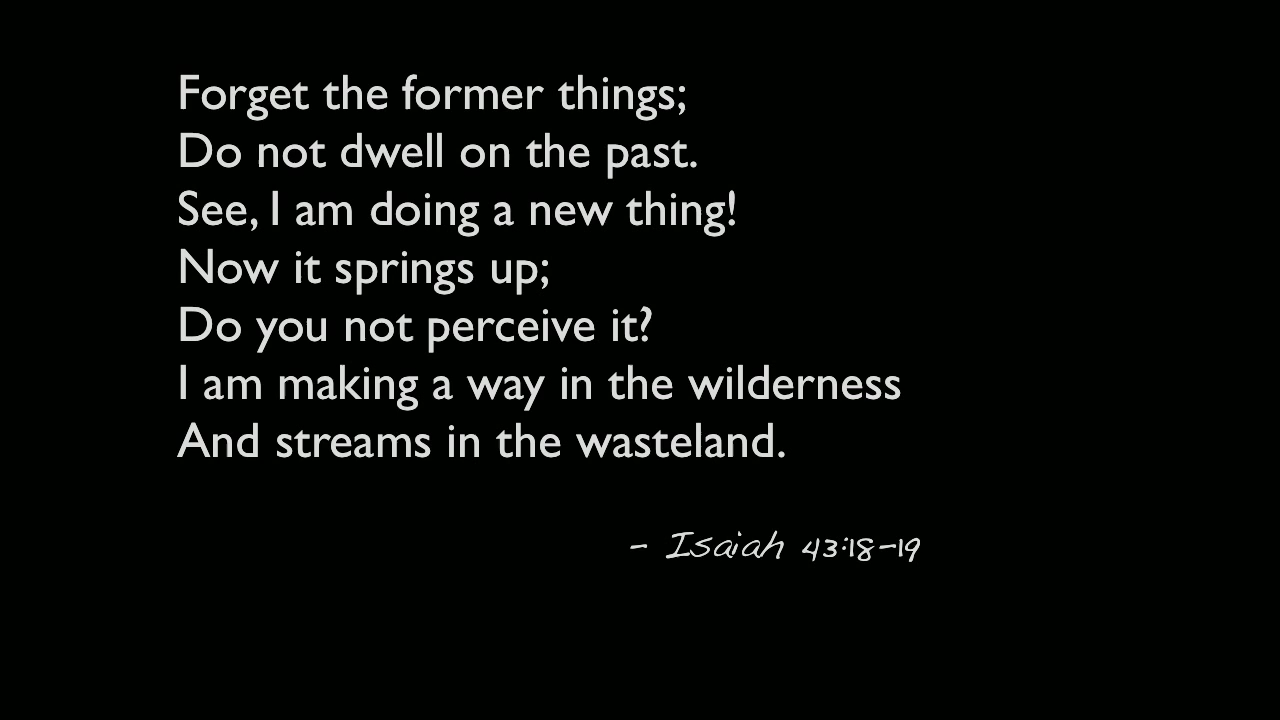 Forget the former things;
Do not dwell on the past.
See, I am doing a new thing!
Now it springs up;
Do you not perceive it?
I am making a way in the wilderness
And streams in the wasteland.
- Isaiah 43:18-19